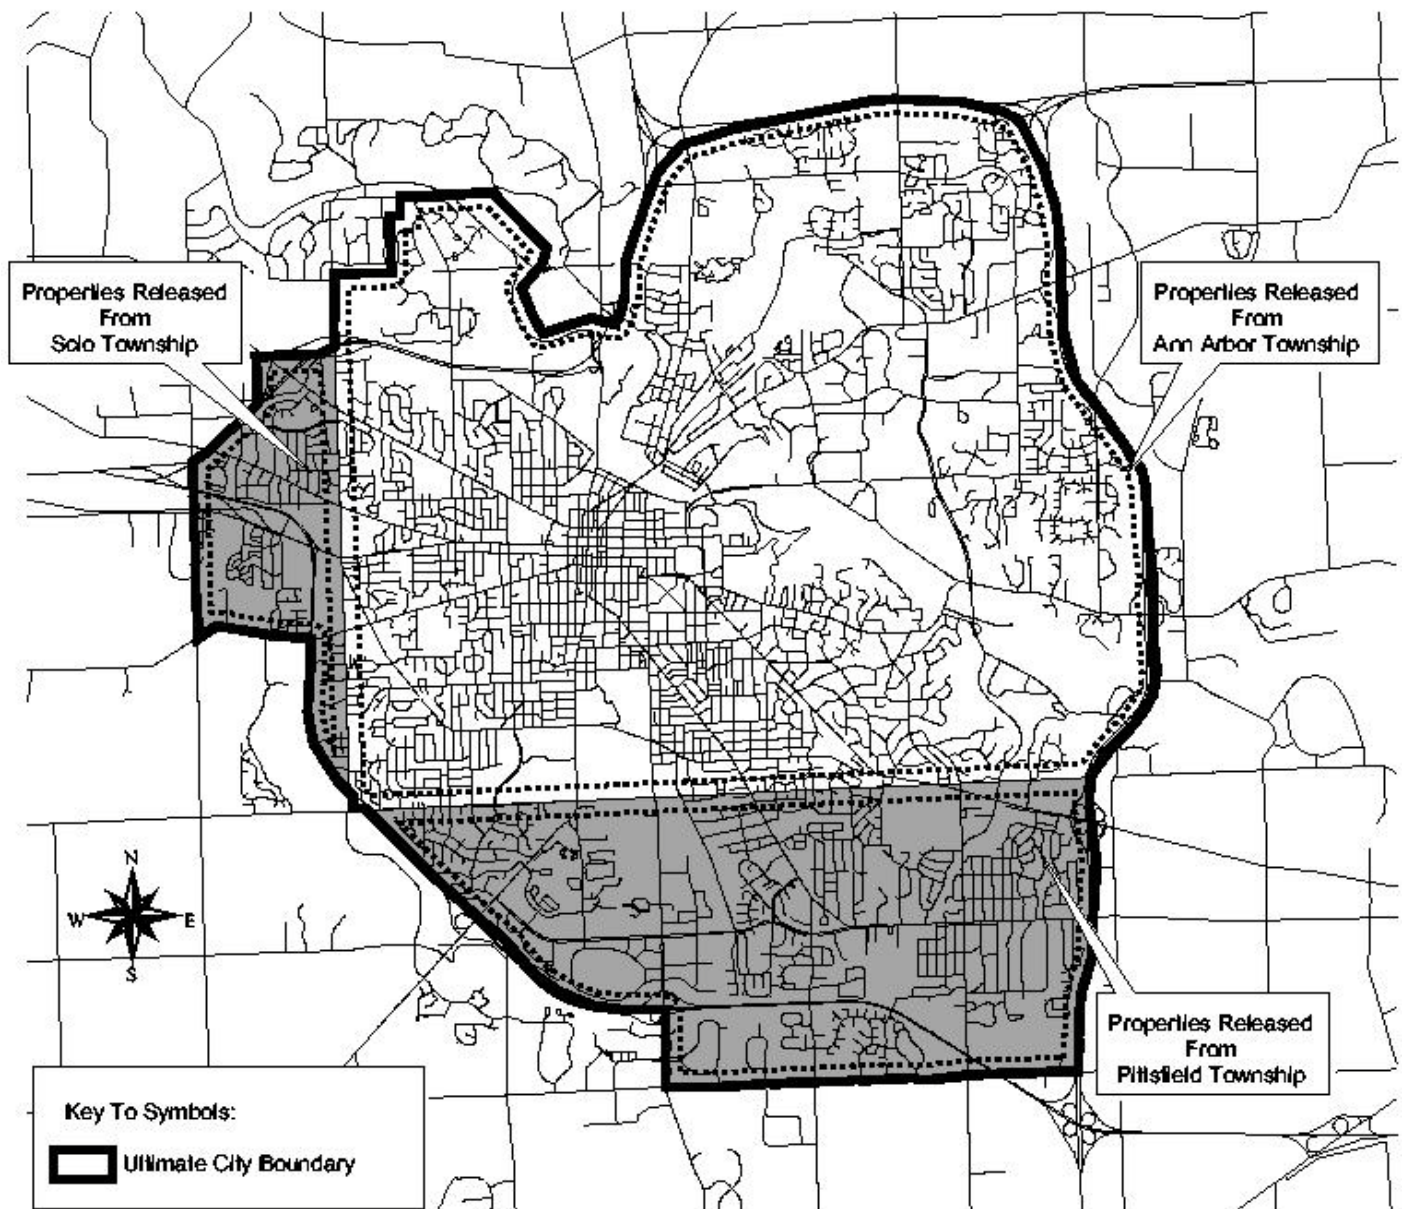 Properties Released
From
Scio Township
Properties Released
From
Ann Arbor Township
N
W
E
S
Properties Released
From
Pittsfield Township
Key To Symbols:
Ultimate City Boundary